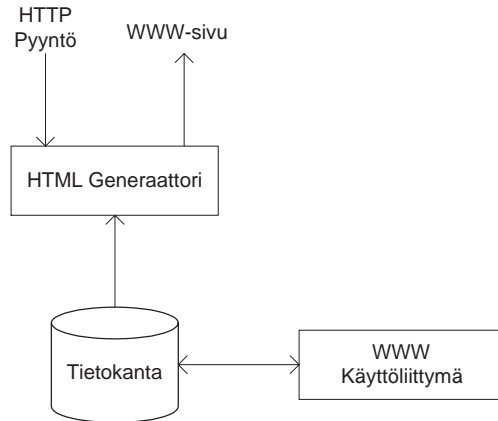 HTTP
Pyyntö
WWW-sivu
HTML Generaattori
Tietokanta
WWW
Käyttöliittymä